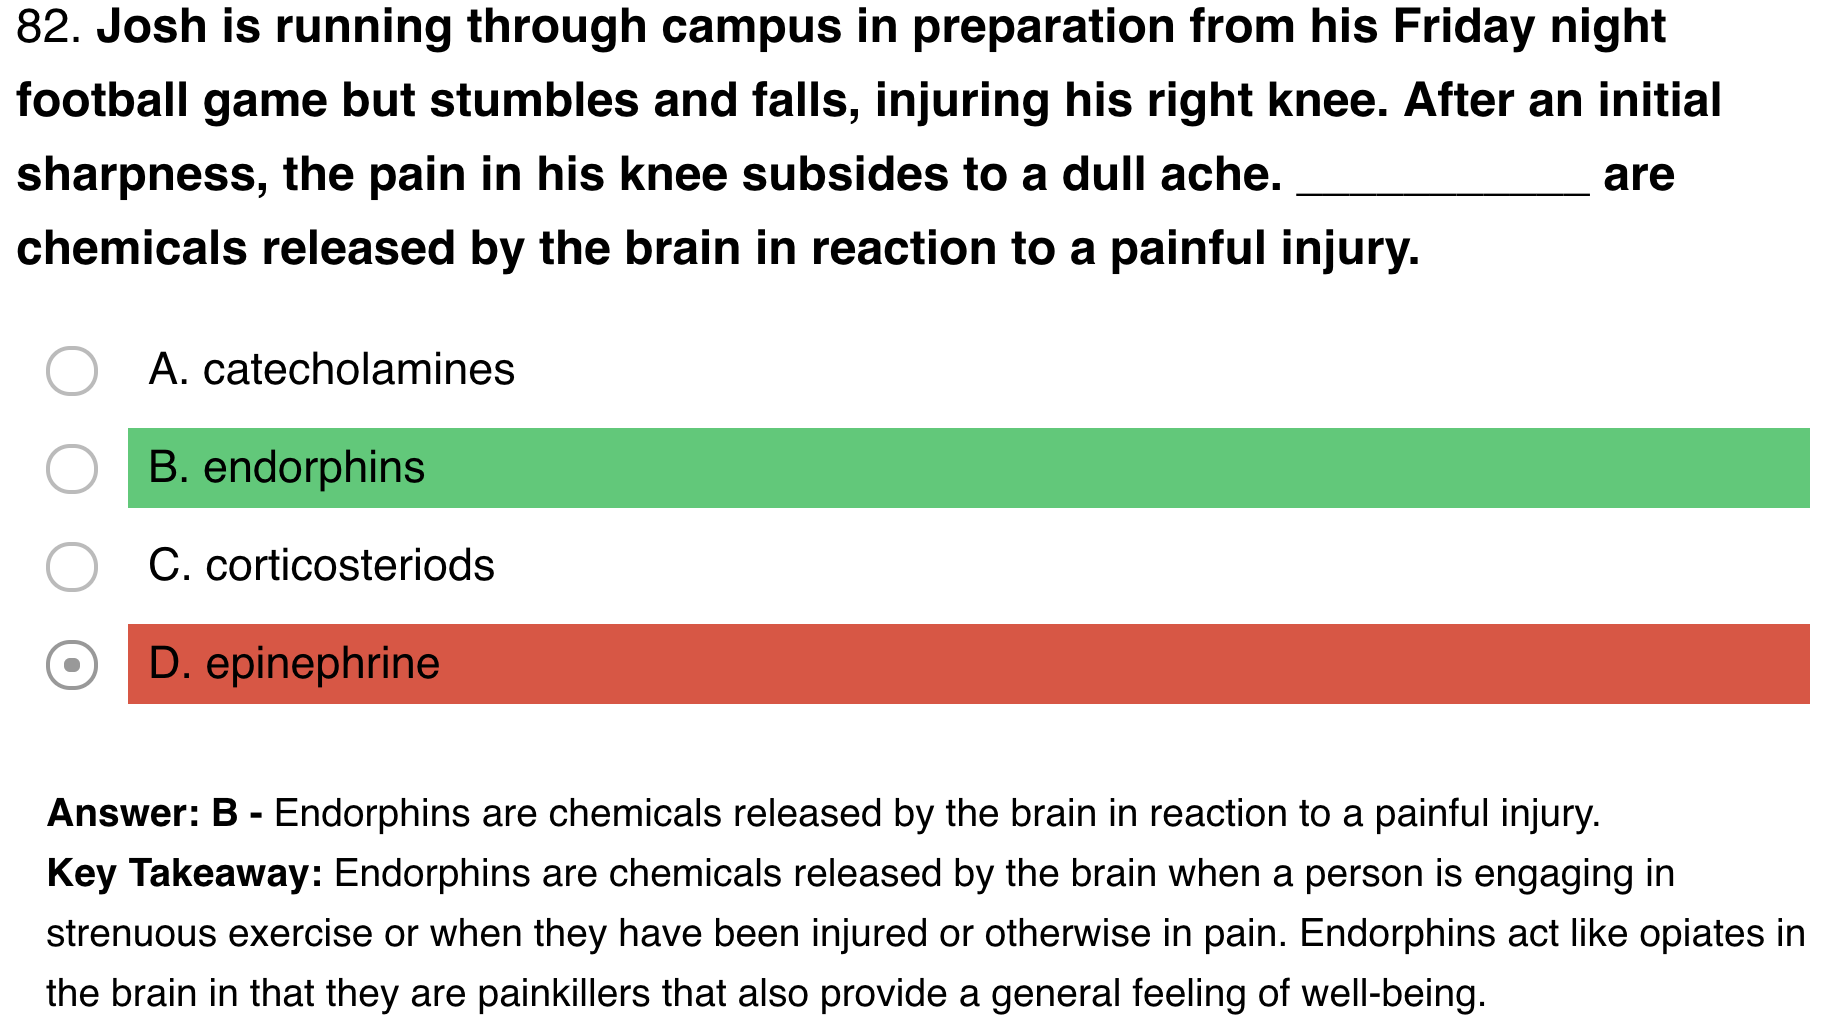 82. Josh is running through campus in preparation from his Friday night
football game but stumbles and falls, injuring his right knee. After an initial
sharpness, the pain in his knee subsides to a dull ache. ___________ are
chemicals released by the brain in reaction to a painful injury.
A. catecholamines
B. endorphins
C. corticosteriods
D. epinephrine
Answer: B - Endorphins are chemicals released by the brain in reaction to a painful injury.
Key Takeaway: Endorphins are chemicals released by the brain when a person is engaging in
strenuous exercise or when they have been injured or otherwise in pain. Endorphins act like opiates in
the brain in that they are painkillers that also provide a general feeling of well-being.